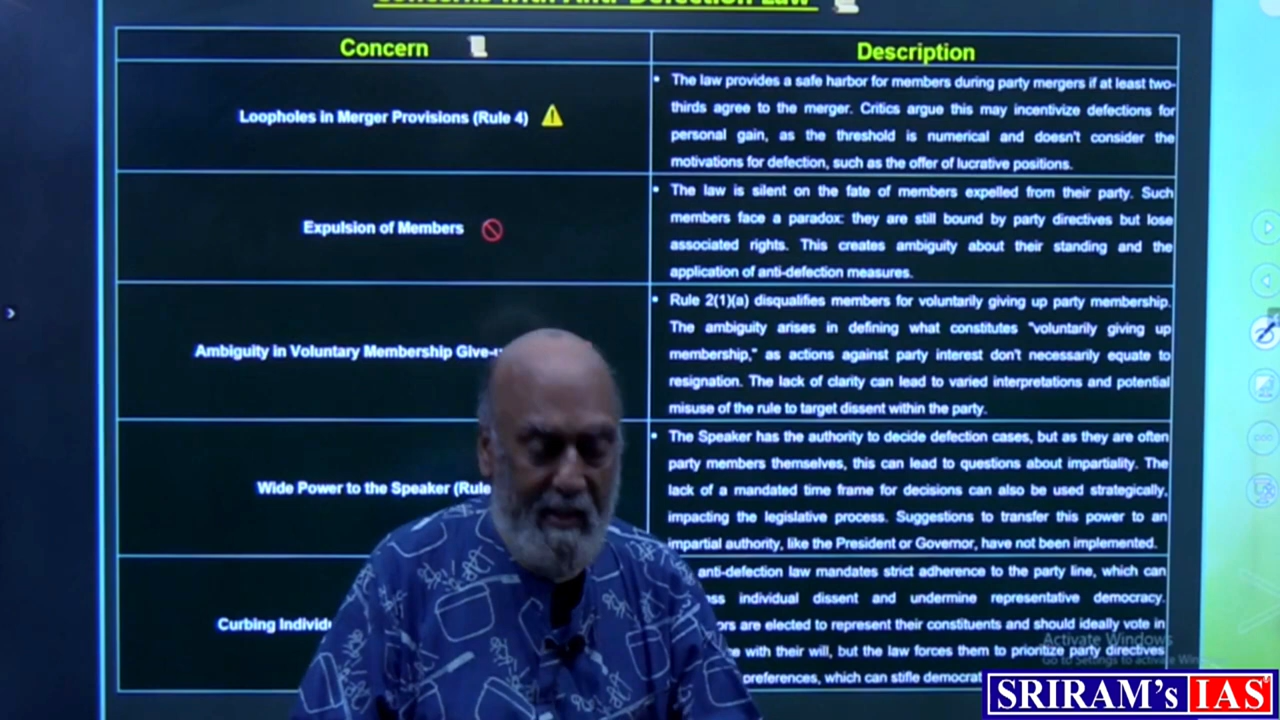 Concerns with Anti-Defection Law
Concern
Description
Loopholes in Merger Provisions (Rule 4)
• The law provides a safe harbor for members during party mergers if at least two-
thirds agree to the merger. Critics argue this may incentivize defections for
personal gain, as the threshold is numerical and doesn't consider the
motivations for defection, such as the offer of lucrative positions.
Expulsion of Members
• The law is silent on the fate of members expelled from their party. Such
members face a paradox: they are still bound by party directives but lose
associated rights. This creates ambiguity about their standing and the
application of anti-defection measures.
Ambiguity in Voluntary Membership Give-
• Rule 2(1)(a) disqualifies members for voluntarily giving up party membership.
The ambiguity arises in defining what constitutes "voluntarily giving up
membership," as actions against party interest don't necessarily equate to
resignation. The lack of clarity can lead to varied interpretations and potential
misuse of the rule to target dissent within the party.
Wide Power to the Speaker (Rule
• The Speaker has the authority to decide defection cases, but as they are often
party members themselves, this can lead to questions about impartiality. The
lack of a mandated time frame for decisions can also be used strategically,
impacting the legislative process. Suggestions to transfer this power to an
impartial authority, like the President or Governor, have not been implemented.
Curbing
anti-defection law mandates strict adherence to the party line, which can
individual dissent and undermine representative democracy.
are elected to represent their constituents and should ideally vote in
with their will, but the law forces them to prioritize party directives
preferences, which can stifle
Activate Windows
Go to Settings to activate
SRIRAM's IAS